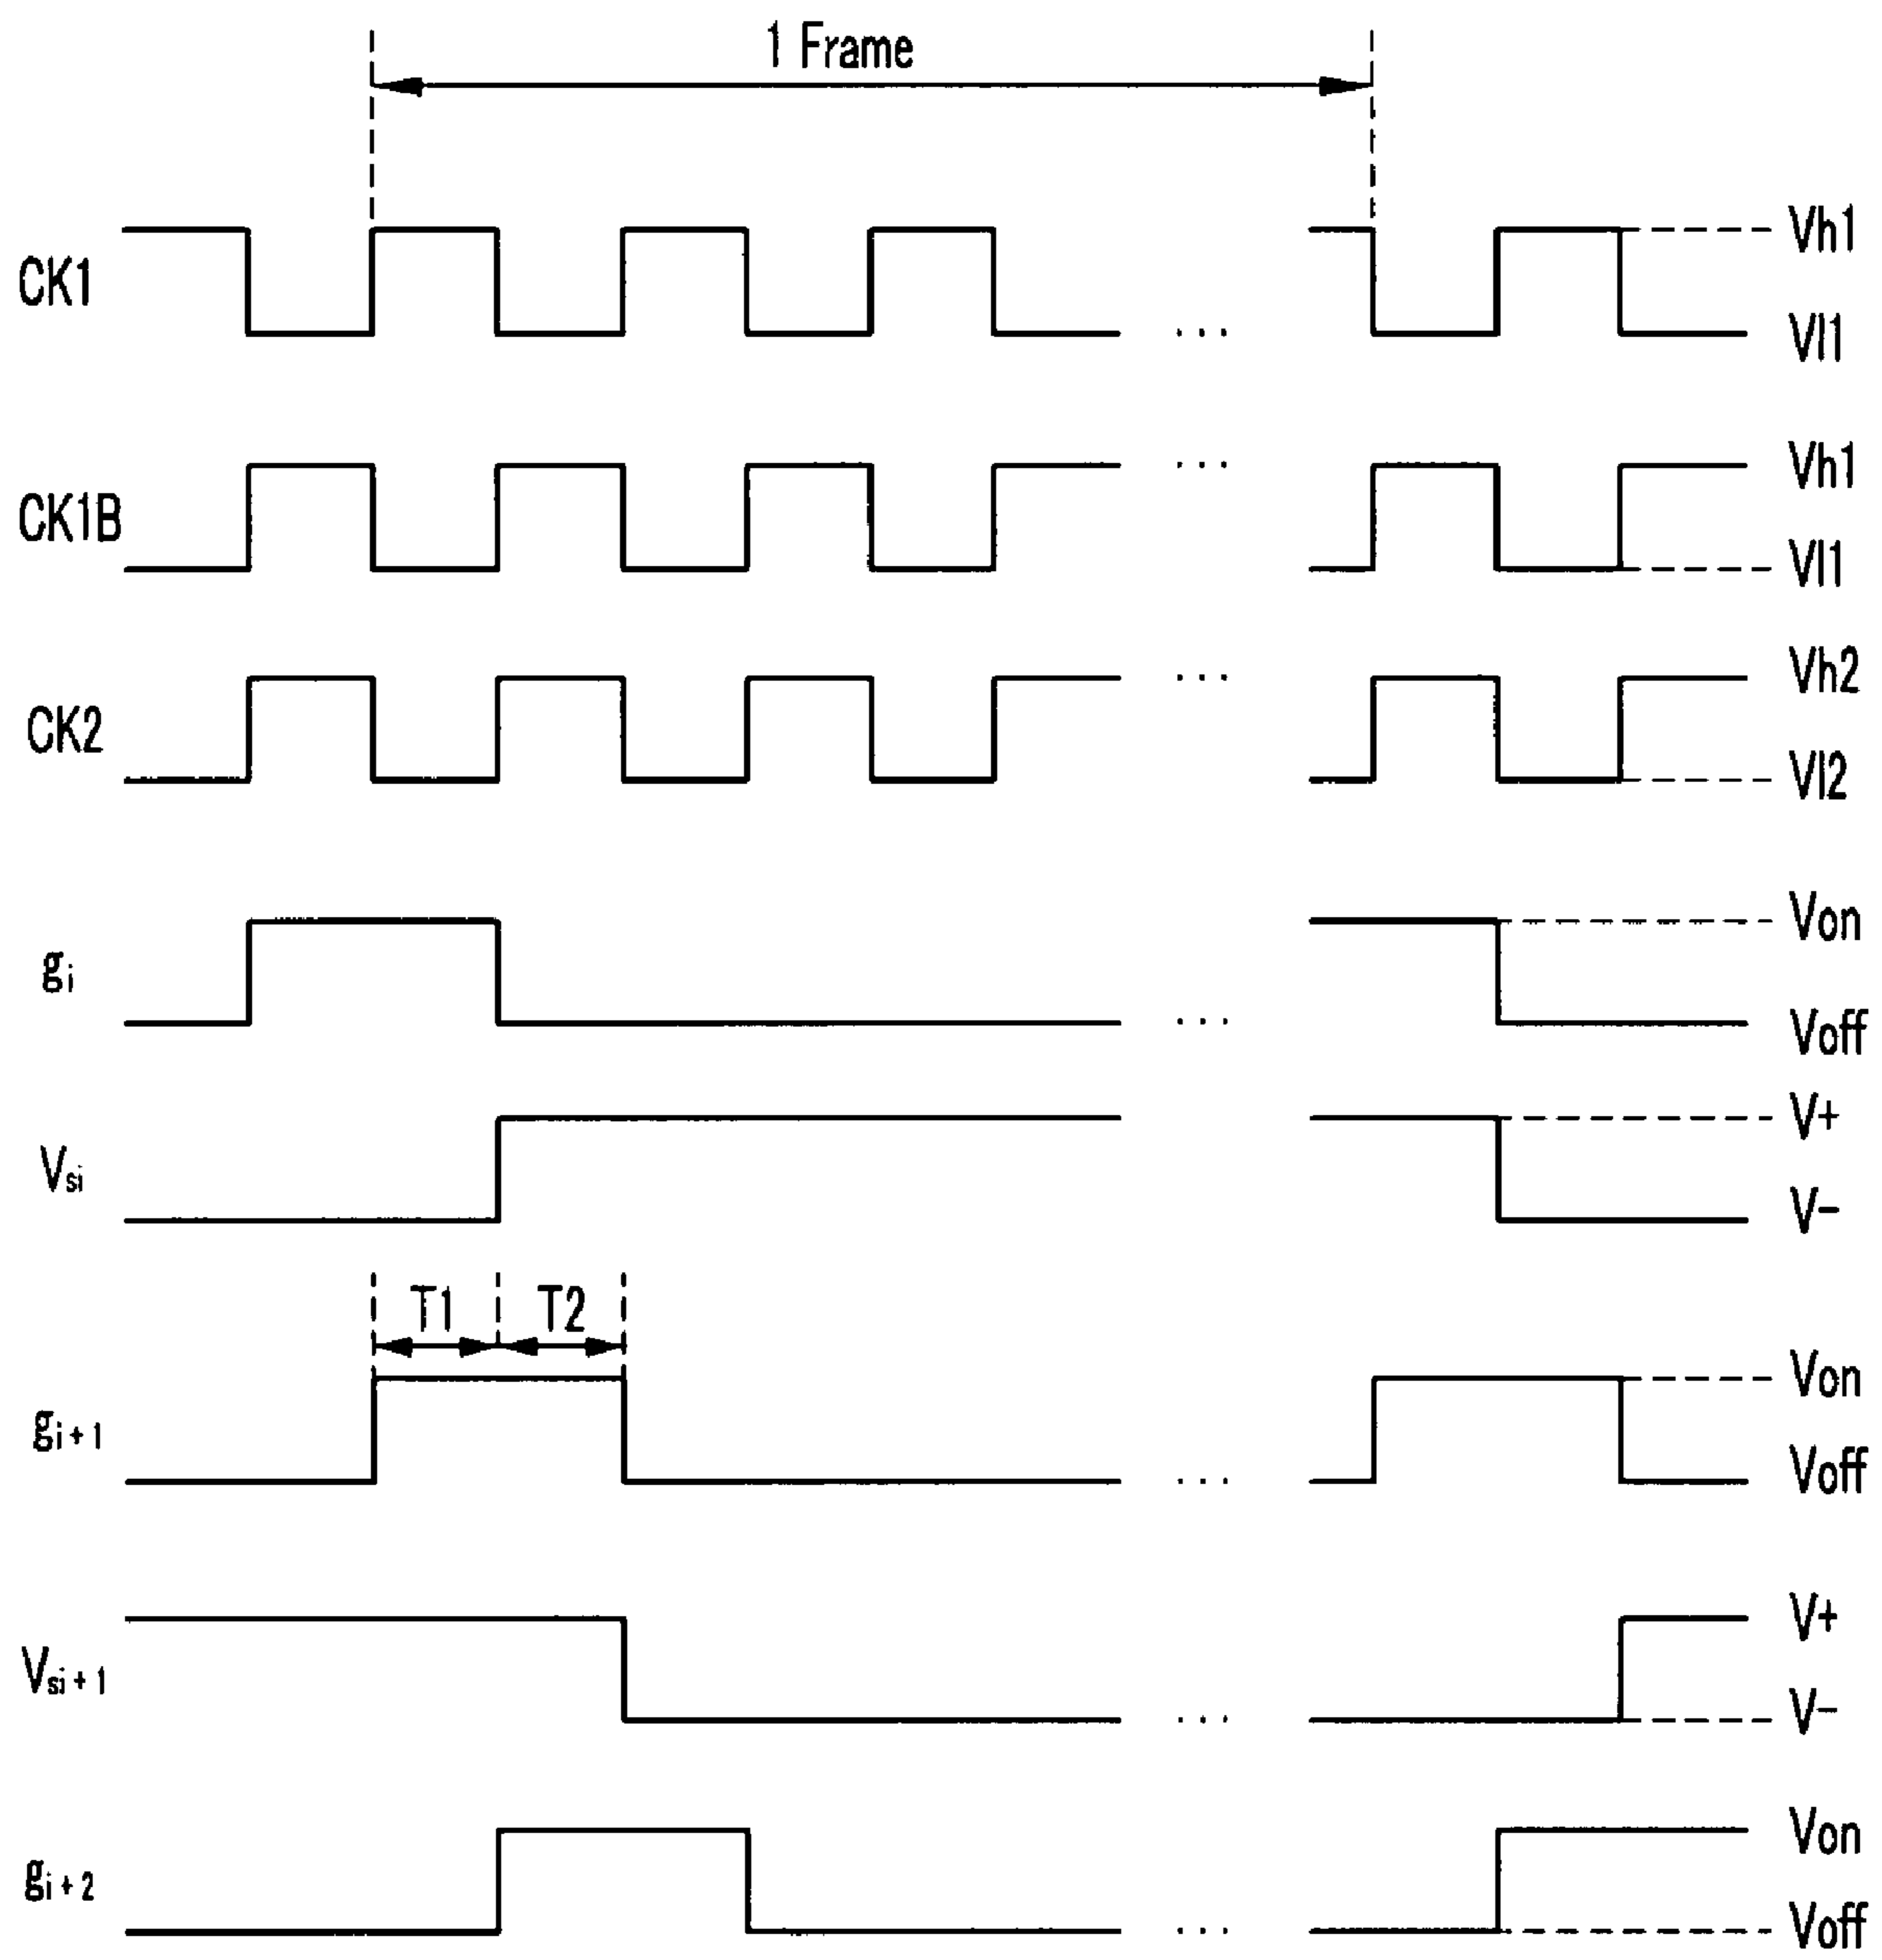 1 Frame
CK1
Vh1
Vl1
CK1B
Vh1
Vl1
CK2
Vh2
Vl2
gi
Von
Voff
Vsi
V+
V-
T1 T2
gi+1
Von
Voff
Vsi+1
V+
V-
gi+2
Von
Voff